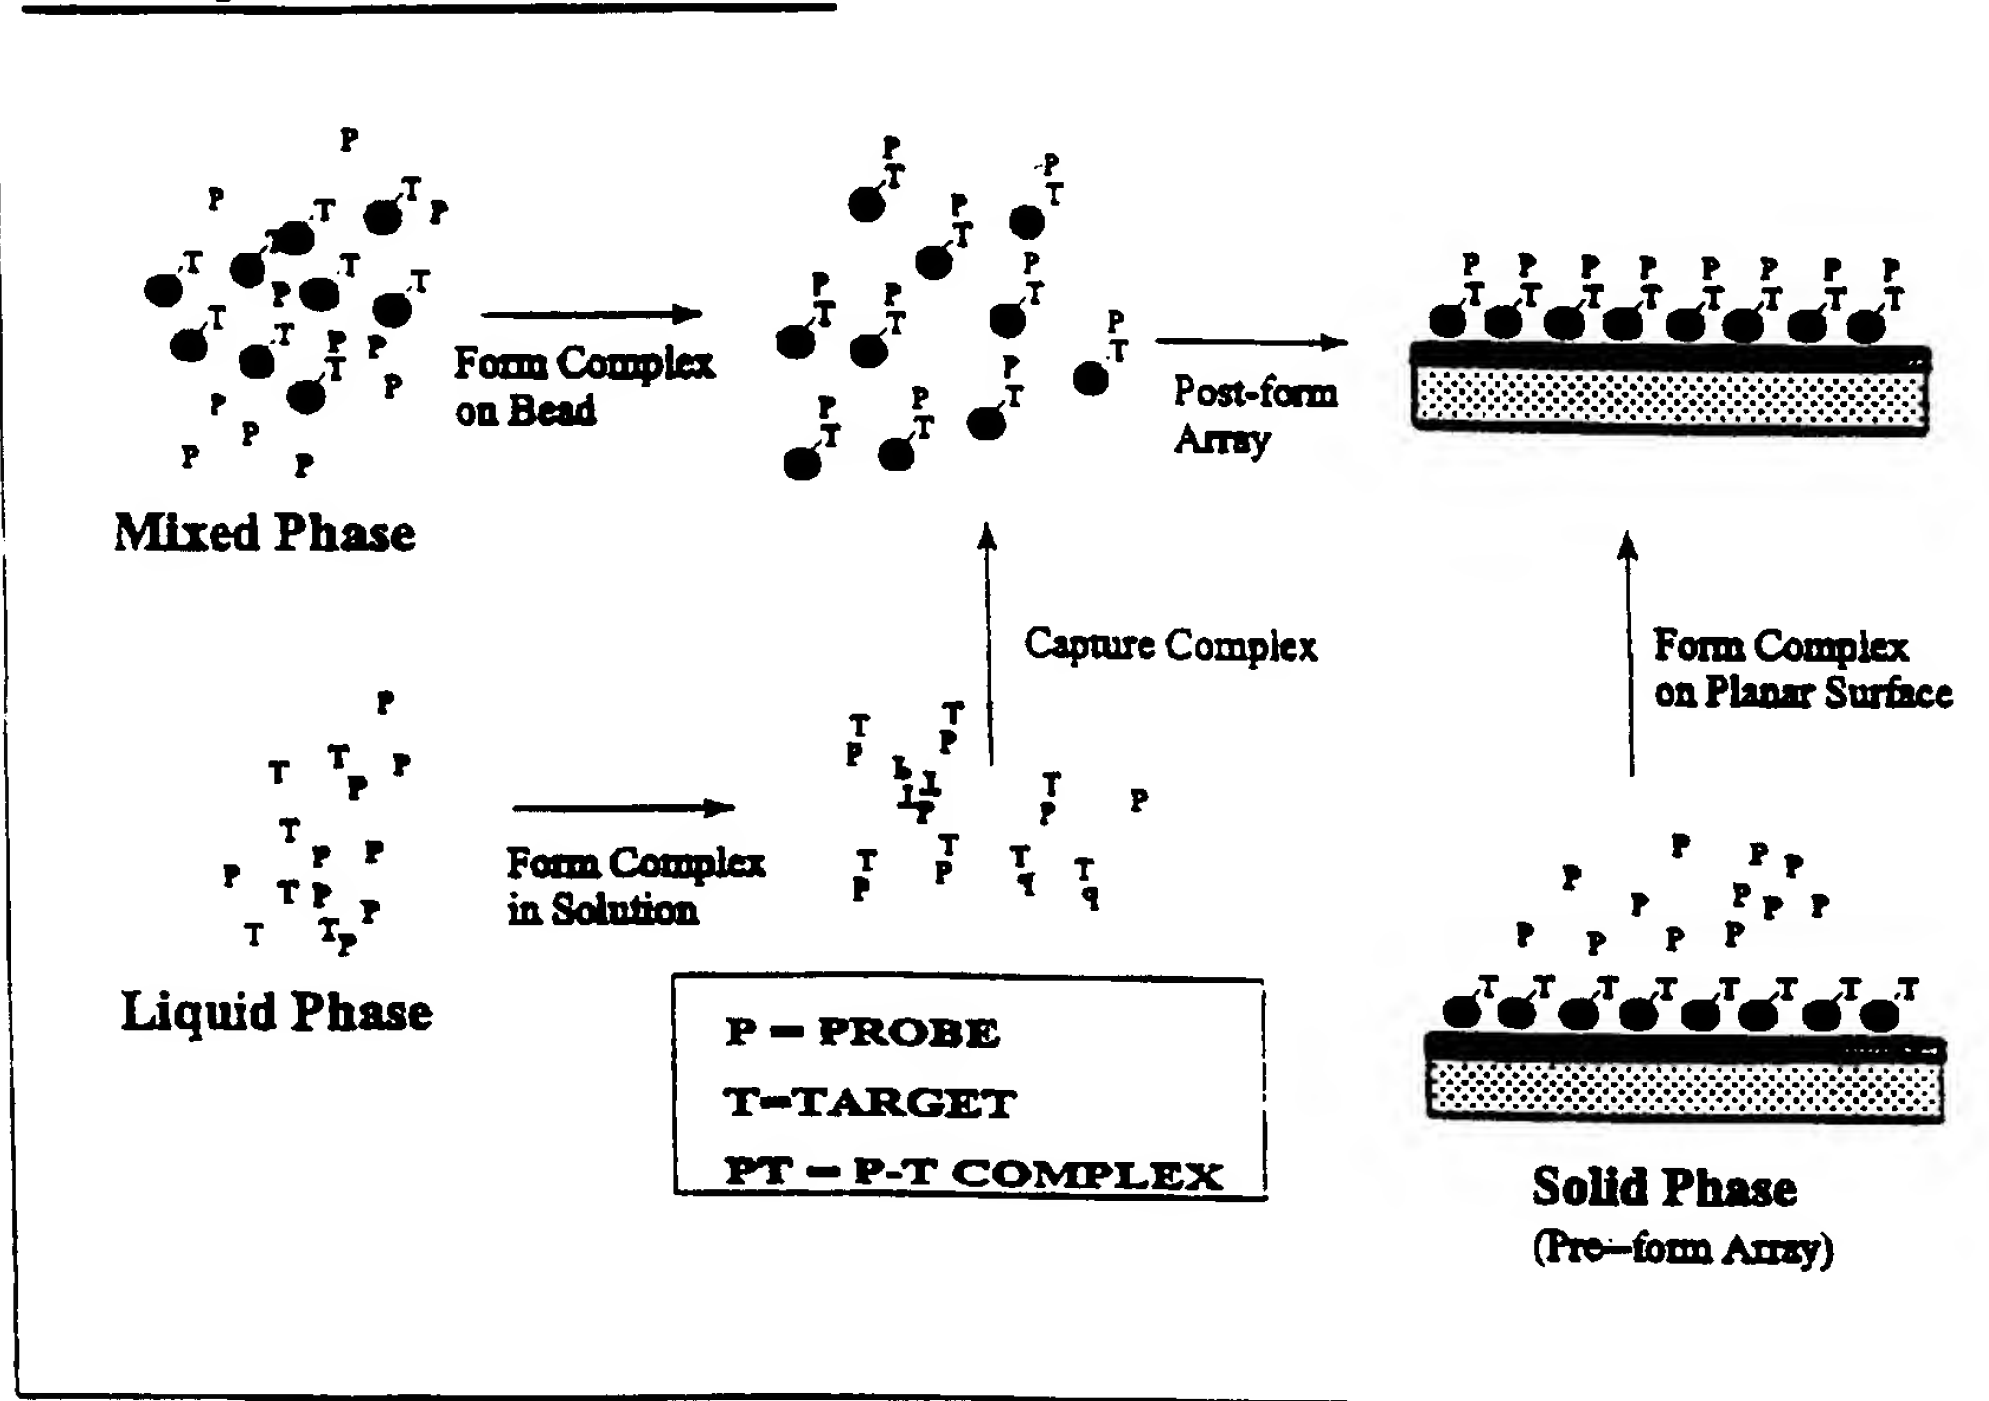 Form Complex
on Bead
Post-form
Array
Mixed Phase
Capture Complex
Form Complex
on Planar Surface
Form Complex
in Solution
Liquid Phase
P = PROBE
T=TARGET
PT = P-T COMPLEX
Solid Phase
(Pre-form Array)